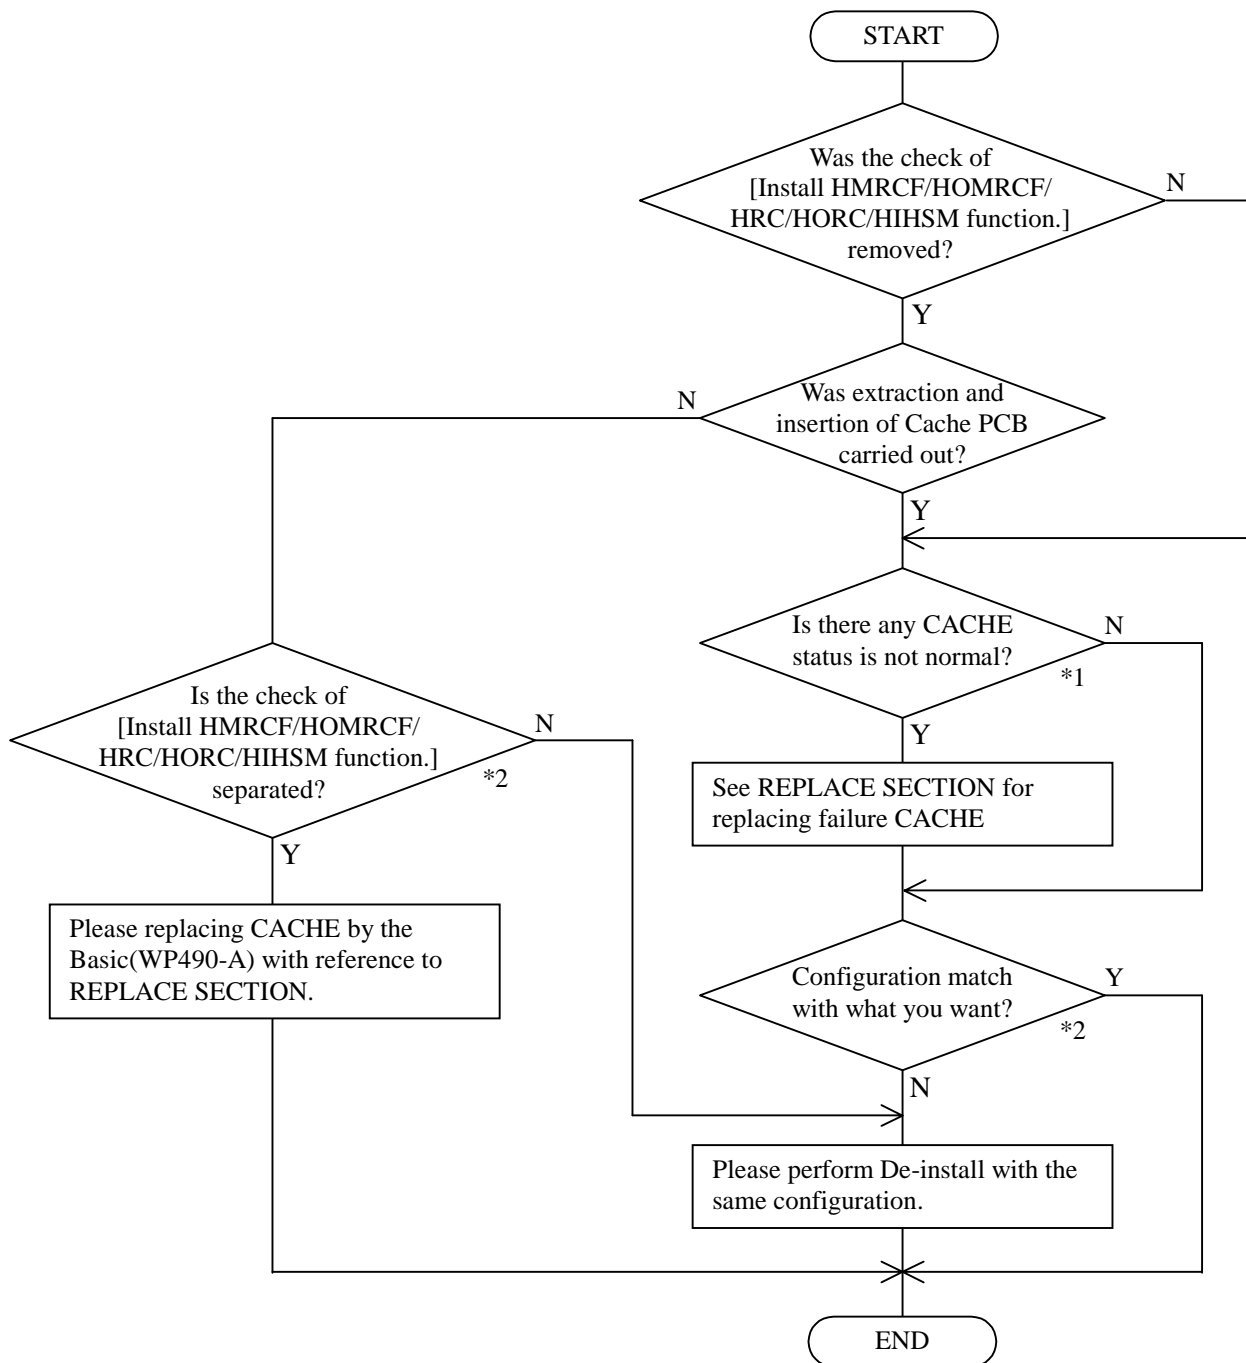 START
Was the check of
[Install HMRCF/HOMRCF/
HRC/HORC/HIHSM function.]
removed?
N
Y
Was extraction and
insertion of Cache PCB
carried out?
N
Y
Is there any CACHE
status is not normal?
N
*1
Y
Is the check of
[Install HMRCF/HOMRCF/
HRC/HORC/HIHSM function.]
separated?
N
*2
Y
See REPLACE SECTION for
replacing failure CACHE
Please replacing CACHE by the
Basic(WP490-A) with reference to
REPLACE SECTION.
Configuration match
with what you want?
Y
*2
N
Please perform De-install with the
same configuration.
END